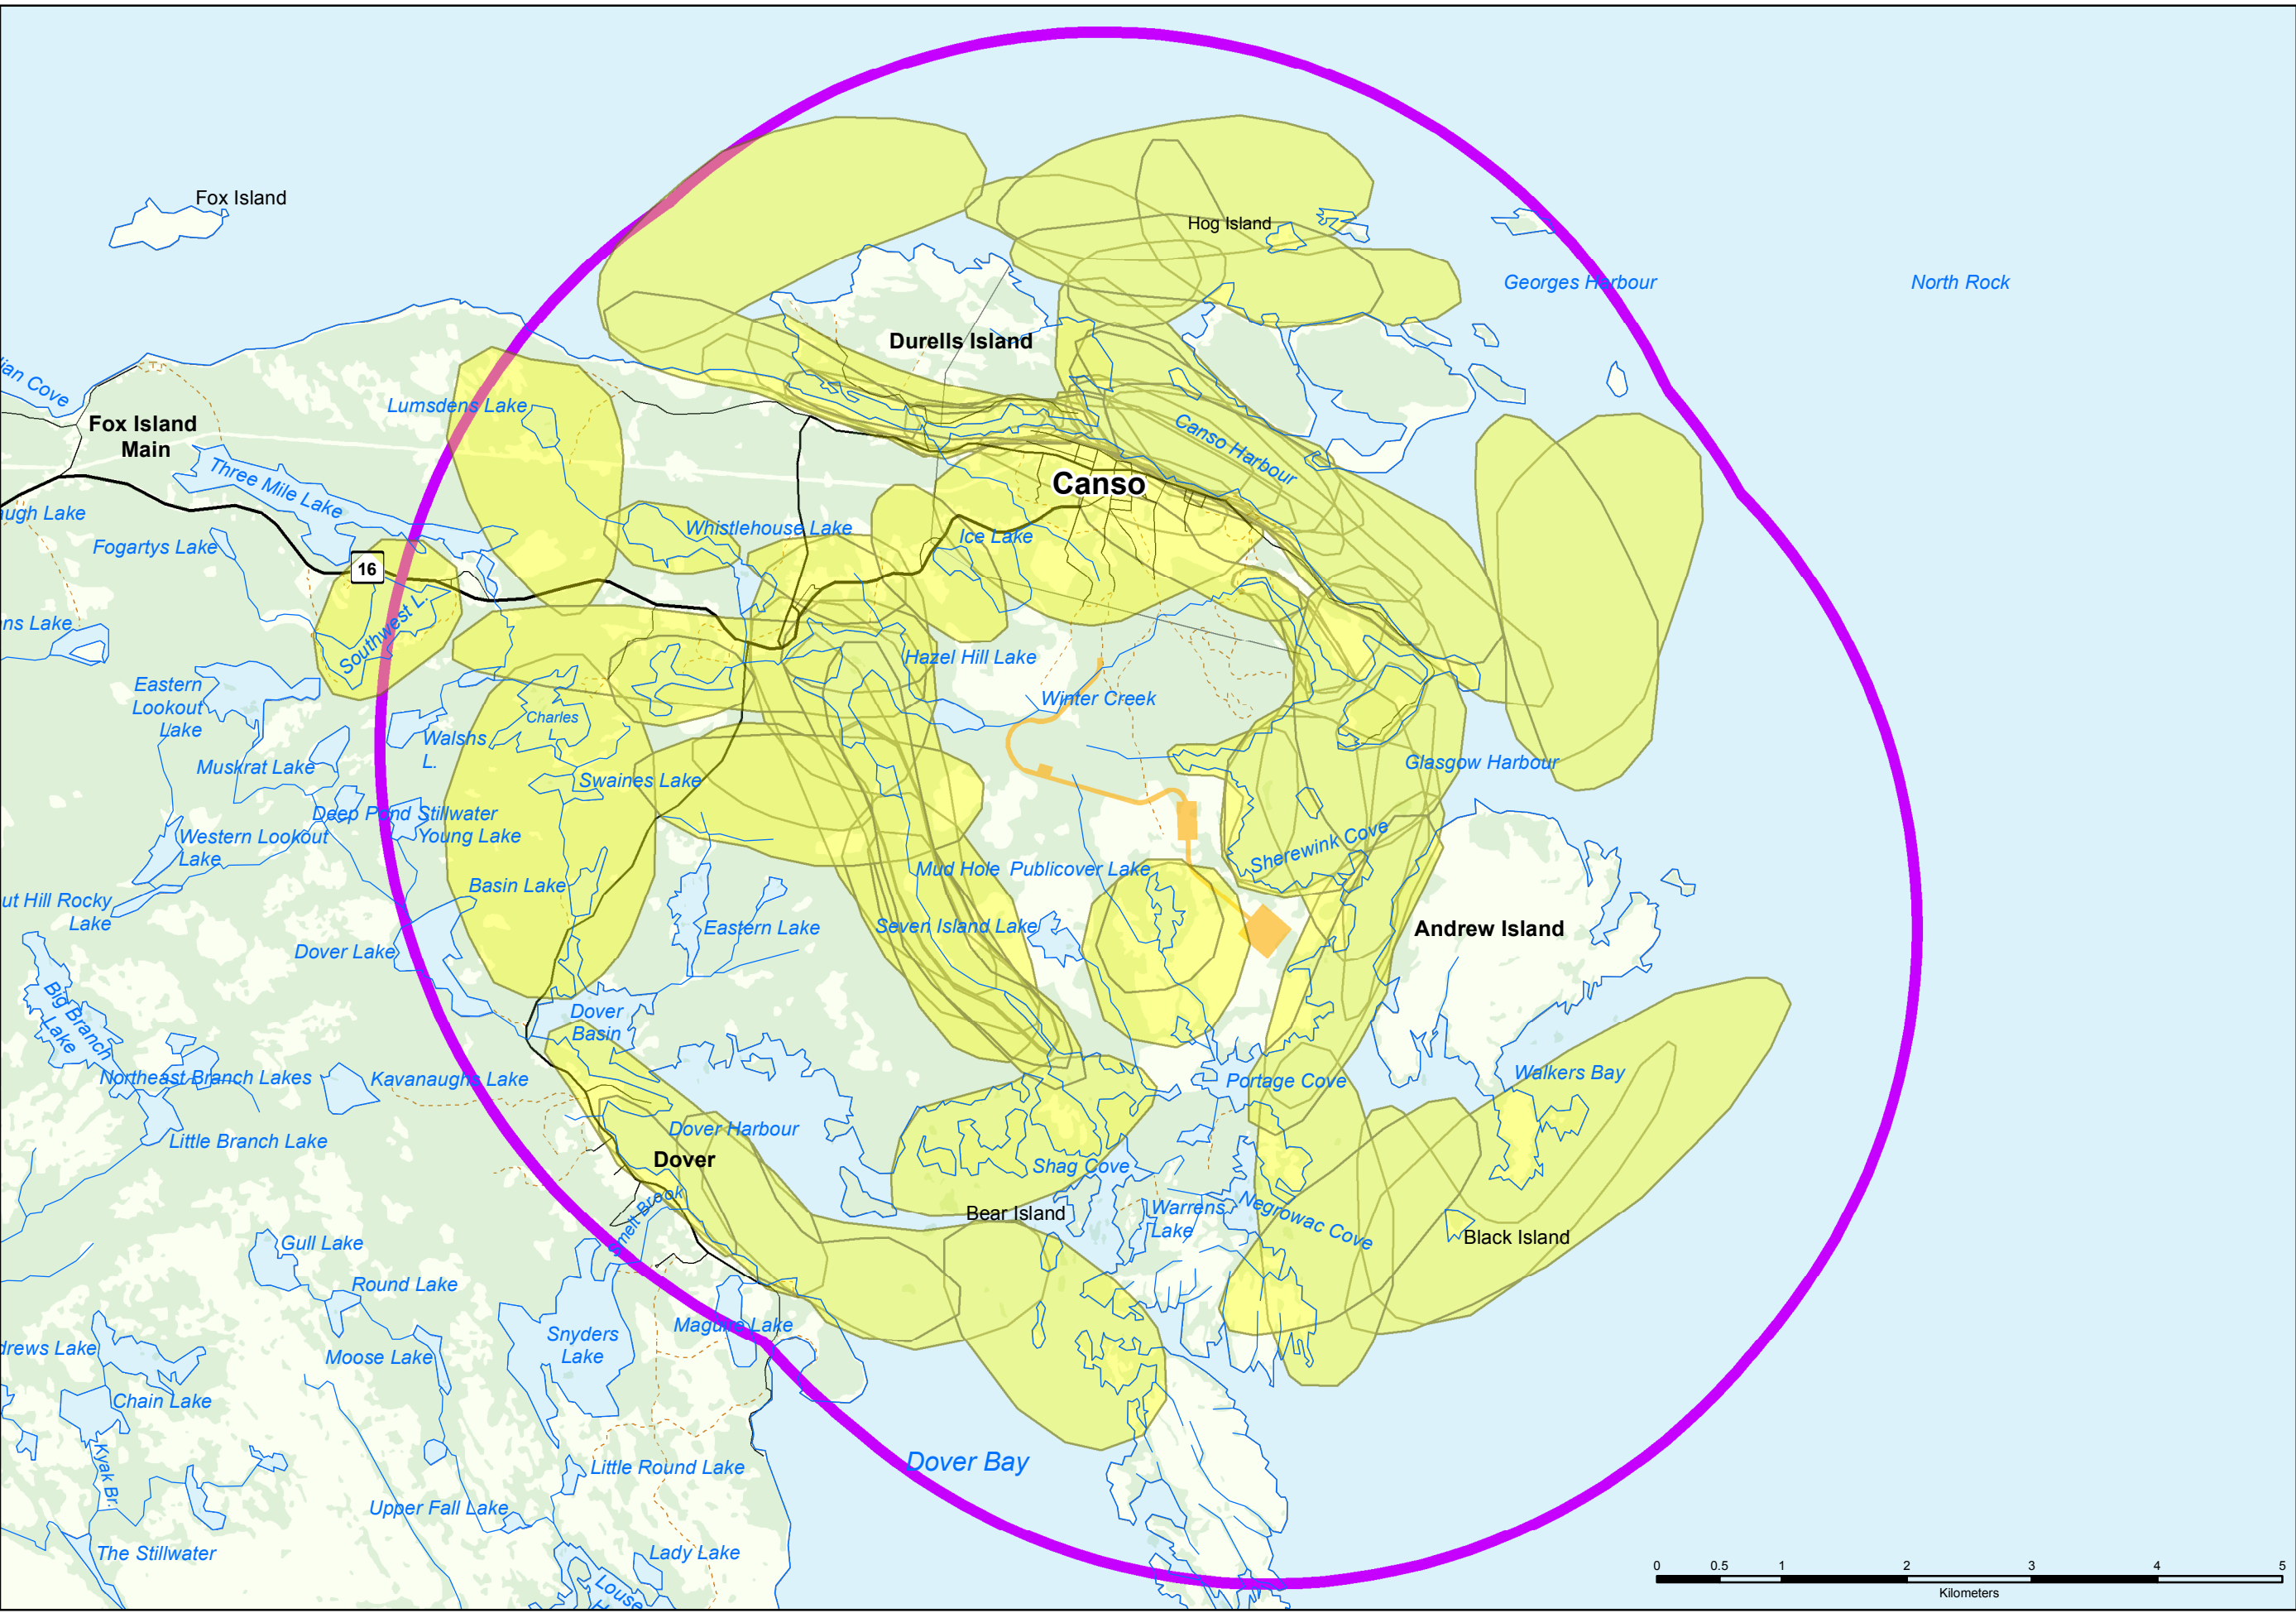 Fox Island
Hog Island
Georges Harbour
North Rock
Durells Island
Fox Island
Main
Lumsdens Lake
Canso Harbour
Three Mile Lake
Canso
Whistlehouse Lake
Ice Lake
Fogartys Lake
16
Southwest L.
Hazel Hill Lake
Eastern
Lookout
Lake
Winter Creek
Charles
L.
Walshs
L.
Muskrat Lake
Swaines Lake
Glasgow Harbour
Deep Pond Stillwater
Western Lookout
Lake
Young Lake
Sherewink Cove
Basin Lake
Mud Hole
Publicover Lake
Lake
Dover Lake
Eastern Lake
Seven Island Lake
Andrew Island
Big Branch
Lake
Dover
Basin
Northeast Branch Lakes
Kavanaughs Lake
Portage Cove
Walkers Bay
Little Branch Lake
Dover Harbour
Dover
Shag Cove
Smelt Brook
Bear Island
Warrens
Lake
Negrowac Cove
Black Island
Gull Lake
Round Lake
Maguire Lake
Snyders
Lake
Moose Lake
Chain Lake
Kyak Br.
Dover Bay
Little Round Lake
Upper Fall Lake
The Stillwater
Lady Lake
0 0.5 1 2 3 4 5
Kilometers